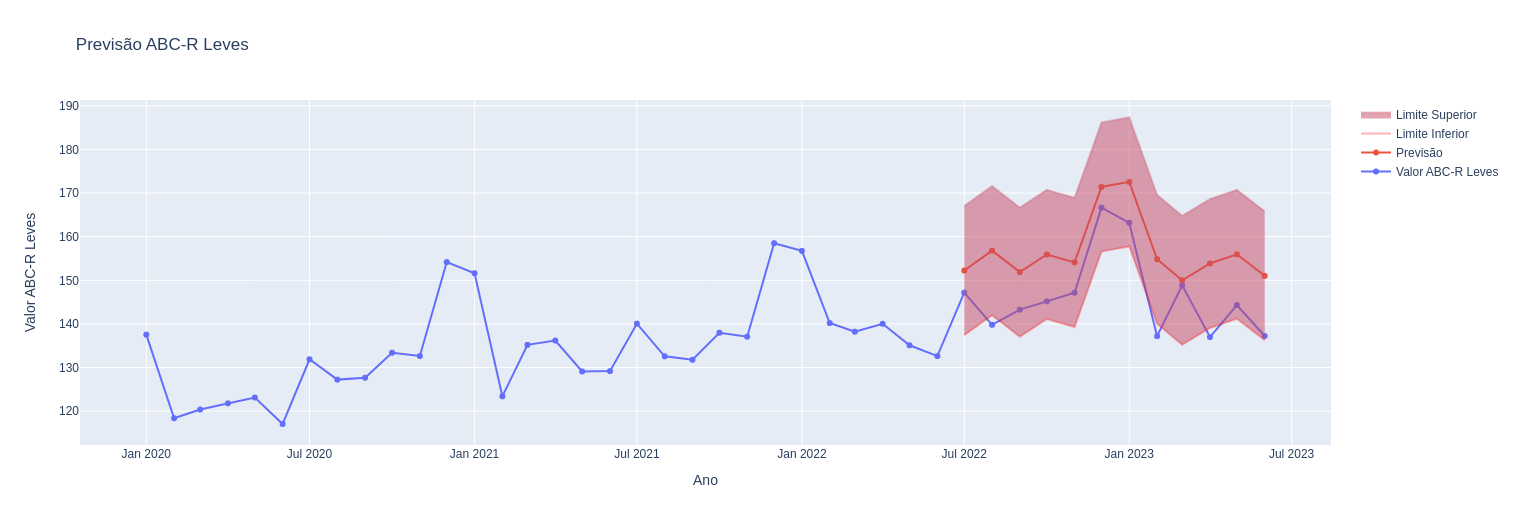 Previsão ABC-R Leves
190
180
170
160
150
140
130
120
Valor ABC-R Leves
Jan 2020
Jul 2020
Jan 2021
Jul 2021
Jan 2022
Jul 2022
Jan 2023
Jul 2023
Ano
Limite Superior
Limite Inferior
Previsão
Valor ABC-R Leves